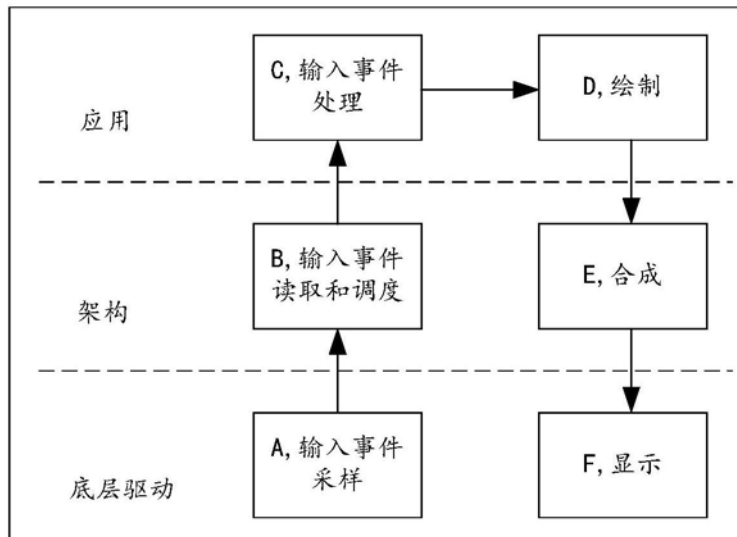 C,输入事件
处理
D,绘制
应用
B,输入事件
读取和调度
E,合成
架构
A,输入事件
采样
F,显示
底层驱动